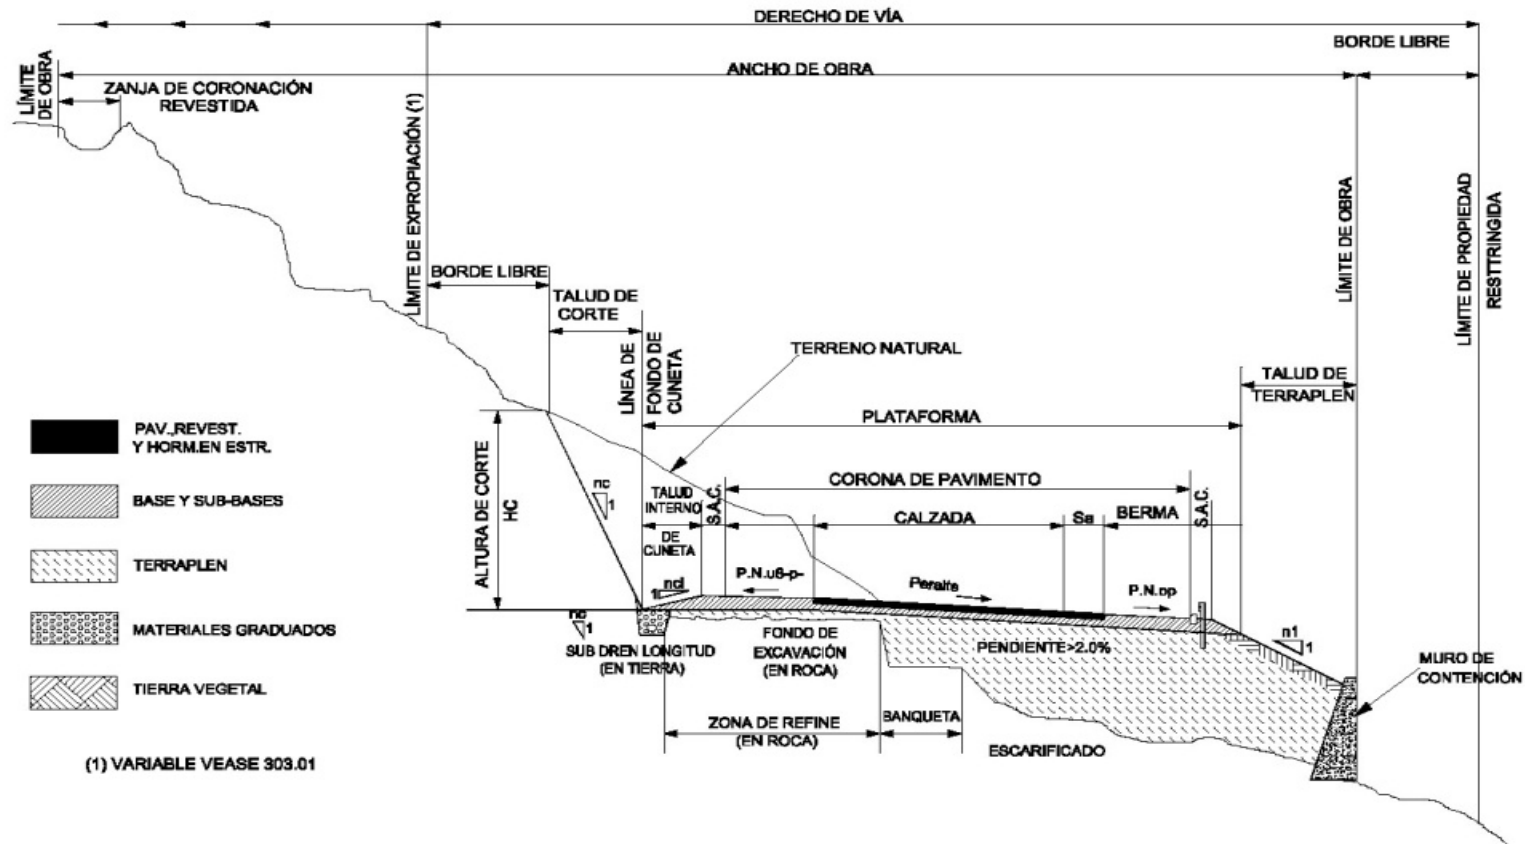 DERECHO DE VÍA
BORDE LIBRE
ANCHO DE OBRA
LÍMITE
DE OBRA
ZANJA DE CORONACIÓN
REVESTIDA
LÍMITE DE EXPROPIACIÓN (1)
LÍMITE DE OBRA
LÍMITE DE PROPIEDAD
RESTTRINGIDA
BORDE LIBRE
TALUD DE
CORTE
LÍNEA DE
FONDO DE
CUNETA
TERRENO NATURAL
TALUD DE
TERRAPLEN
PLATAFORMA
ALTURA DE CORTE
HC
nc
1
TALUD
INTERNO
DE
CUNETA
S.A.C.
CORONA DE PAVIMENTO
CALZADA
Sa
BERMA
S.A.C.
ncl
1
P.N.uß-p-
Peralte
P.N.pp
nc
1
SUB DREN LONGITUD
(EN TIERRA)
FONDO DE
EXCAVACIÓN
(EN ROCA)
PENDIENTE>2.0%
n1
1
MURO DE
CONTENCIÓN
ZONA DE REFINE
(EN ROCA)
BANQUETA
ESCARIFICADO
PAV.,REVEST.
Y HORM.EN ESTR.
BASE Y SUB-BASES
TERRAPLEN
MATERIALES GRADUADOS
TIERRA VEGETAL
(1) VARIABLE VEASE 303.01